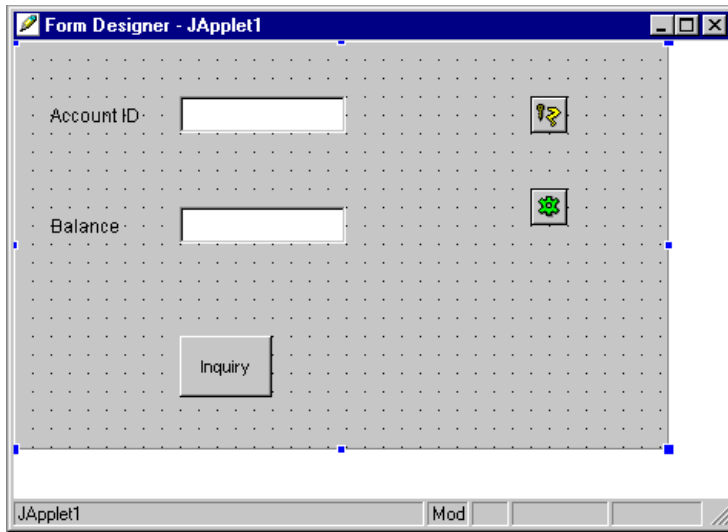 Form Designer - JApplet1
Account ID
Balance
Inquiry
JApplet1 Mod